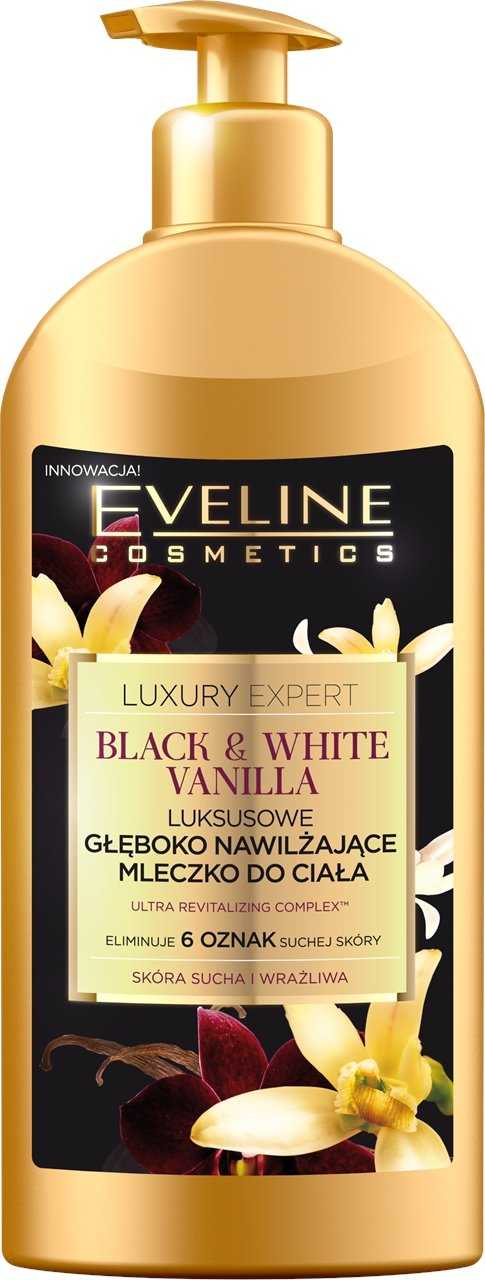 INNOWACJA!
EVELINE
COSMETICS
LUXURY EXPERT
BLACK & WHITE
VANILLA
LUKSUSOWE
GŁĘBOKO NAWILŻAJĄCE
MLECZKO DO CIAŁA
ULTRA REVITALIZING COMPLEX™
ELIMINUJE 6 OZNAK SUCHEJ SKÓRY
SKÓRA SUCHA I WRAŻLIWA